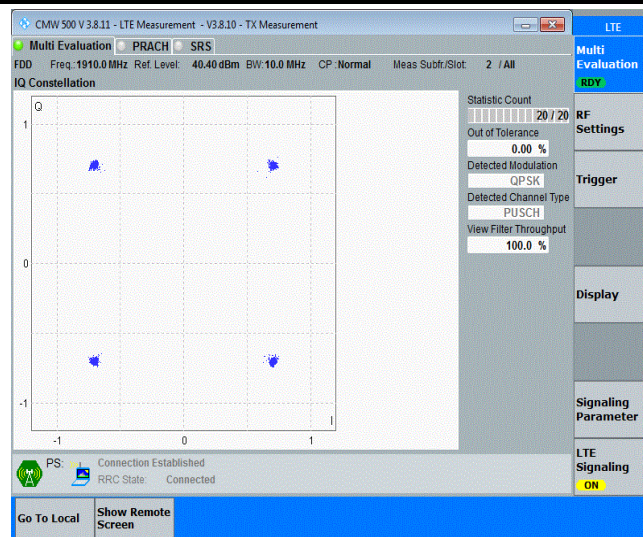 CMW 500 V 3.8.11 - LTE Measurement - V3.8.10 - TX Measurement
LTE
Multi Evaluation PRACH SRS
FDD Freq.:1910.0 MHz Ref. Level: 40.40 dBm BW:10.0 MHz CP :Normal Meas Subfr./Slot: 2 / All
IQ Constellation
Q
1
0
-1
-1 0 1
I
Statistic Count
20 / 20
Out of Tolerance
0.00 %
Detected Modulation
QPSK
Detected Channel Type
PUSCH
View Filter Throughput
100.0 %
PS: Connection Established
RRC State: Connected
Multi
Evaluation
RDY
RF
Settings
Trigger
Display
Signaling
Parameter
LTE
Signaling
ON
Go To Local
Show Remote
Screen